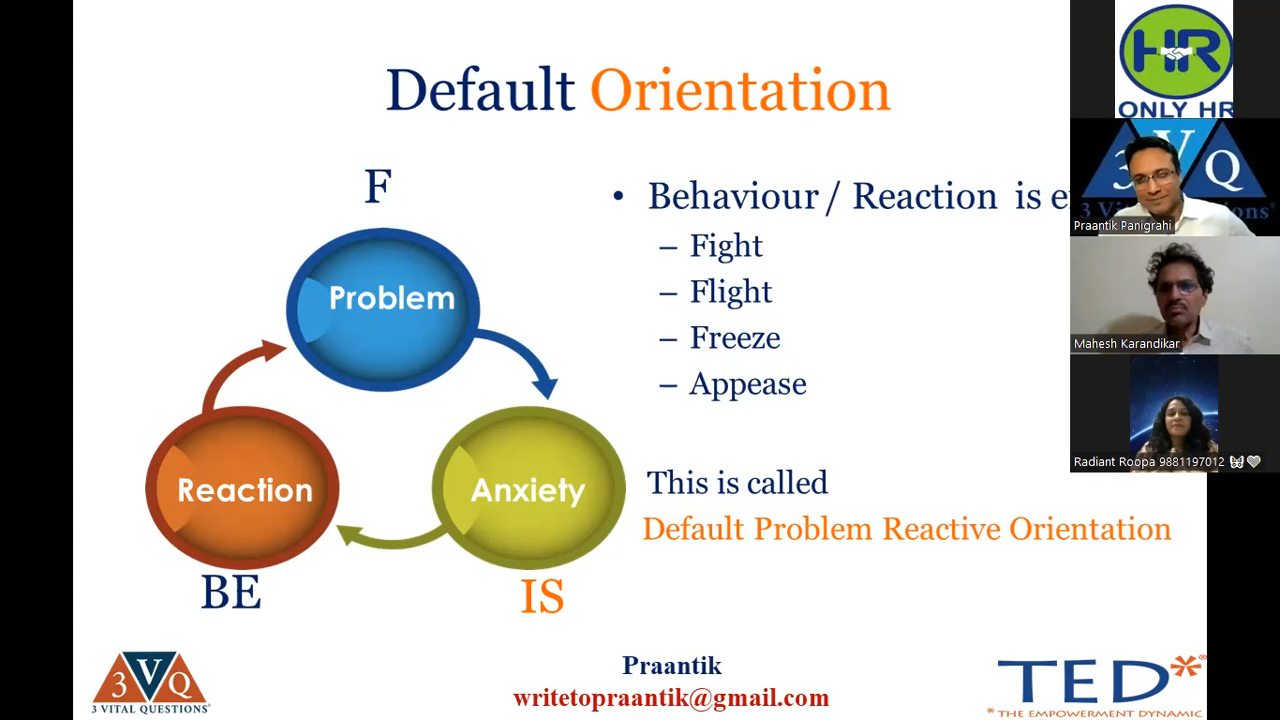 Default Orientation
F
Problem
Reaction
Anxiety
BE
IS
• Behaviour / Reaction is
– Fight
– Flight
– Freeze
– Appease
This is called
Default Problem Reactive Orientation
3VQ
3 VITAL QUESTIONS®
Praantik
writetopraantik@gmail.com
TED*®
*THE EMPOWERMENT DYNAMIC
HR
ONLY HR
3VQ
Praantik Panigrahi
Mahesh Karandikar
Radiant Roopa 9881197012